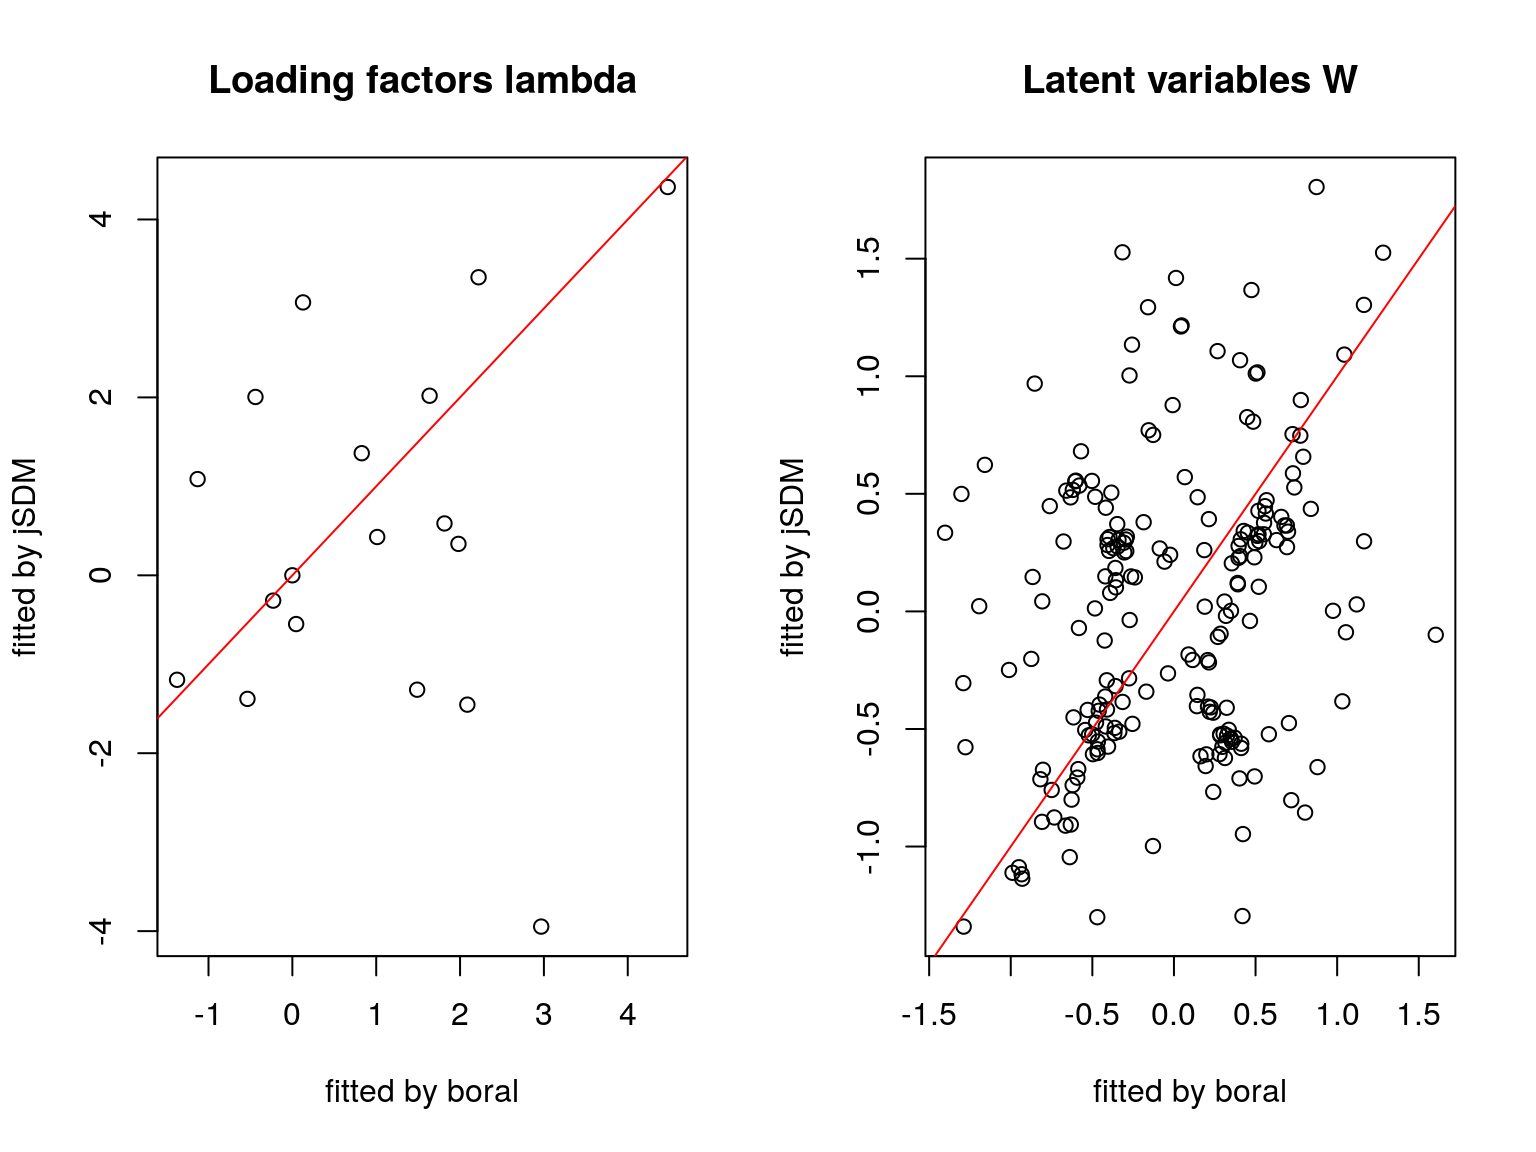 Loading factors lambda
fitted by jSDM
4
2
0
-2
-4
-1 0 1 2 3 4
fitted by boral
Latent variables W
fitted by jSDM
1.5
1.0
0.5
0.0
-0.5
-1.0
-1.5 -0.5 0.0 0.5 1.0 1.5
fitted by boral